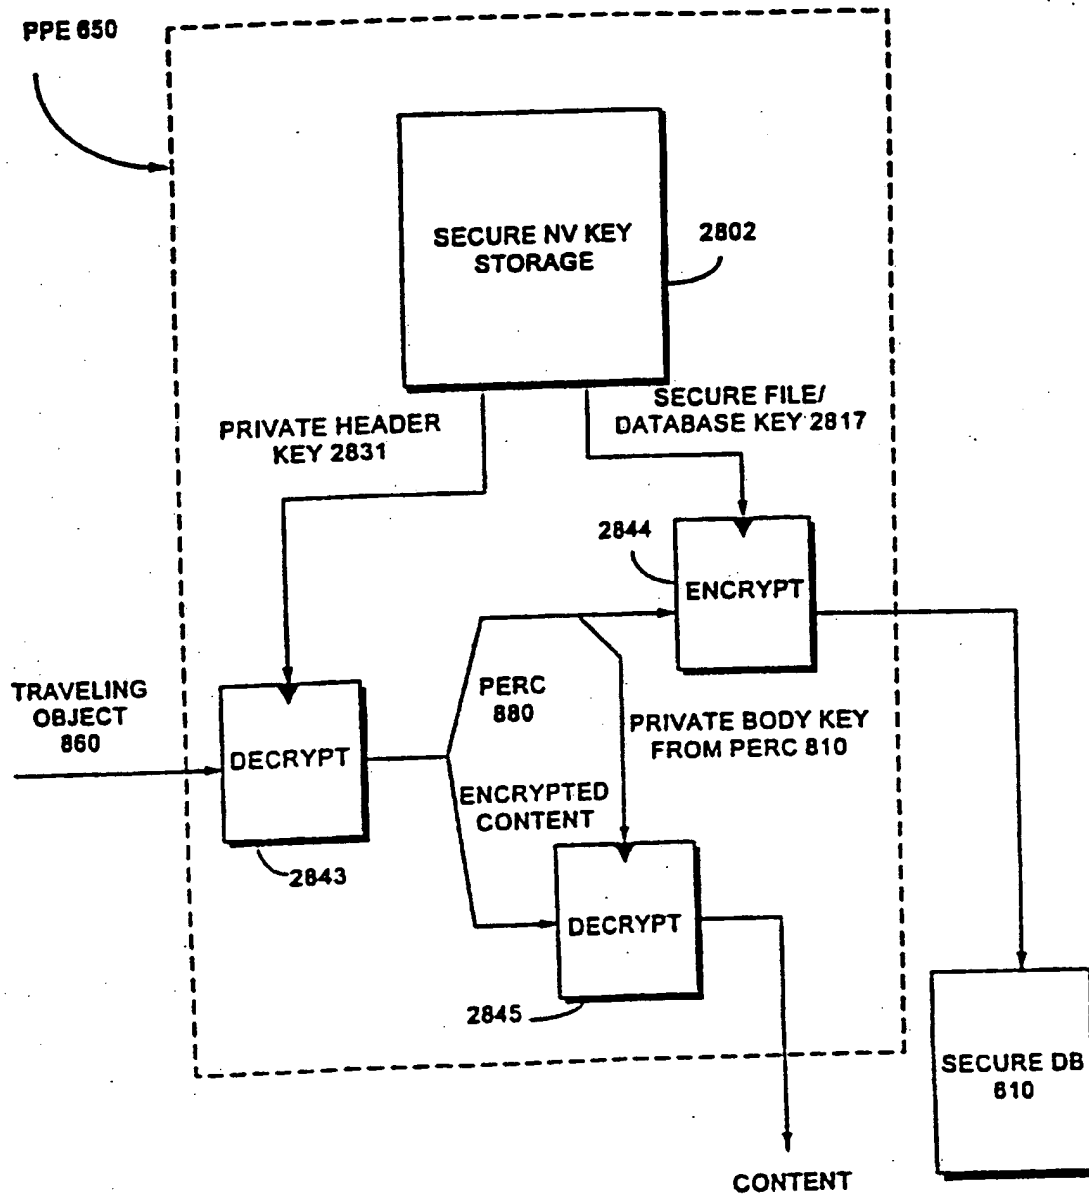 PPE 650
SECURE NV KEY
STORAGE
2802
PRIVATE HEADER
KEY 2831
SECURE FILE/
DATABASE KEY 2817
2844
ENCRYPT
TRAVELING
OBJECT
860
DECRYPT
2843
PERC
880
PRIVATE BODY KEY
FROM PERC 810
ENCRYPTED
CONTENT
DECRYPT
2845
SECURE DB
610
CONTENT